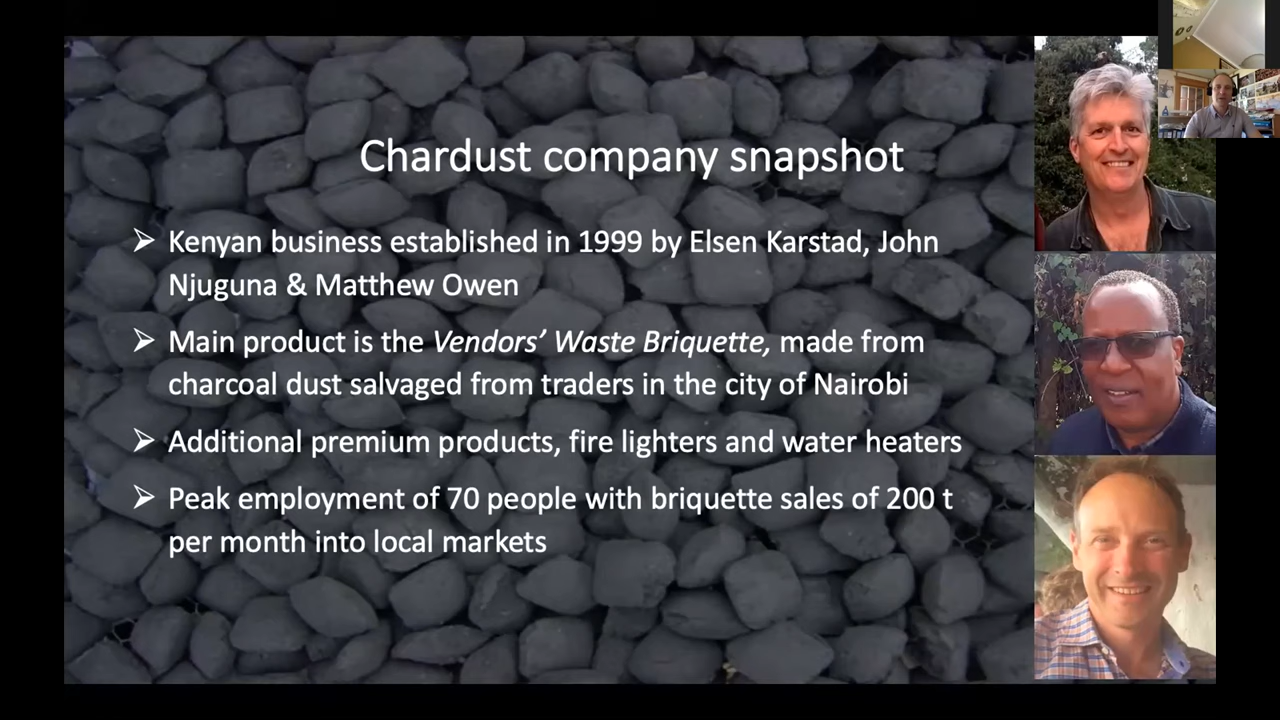 Chardust company snapshot
➢ Kenyan business established in 1999 by Elsen Karstad, John
Njuguna & Matthew Owen
➢ Main product is the Vendors’ Waste Briquette, made from
charcoal dust salvaged from traders in the city of Nairobi
➢ Additional premium products, fire lighters and water heaters
➢ Peak employment of 70 people with briquette sales of 200 t
per month into local markets